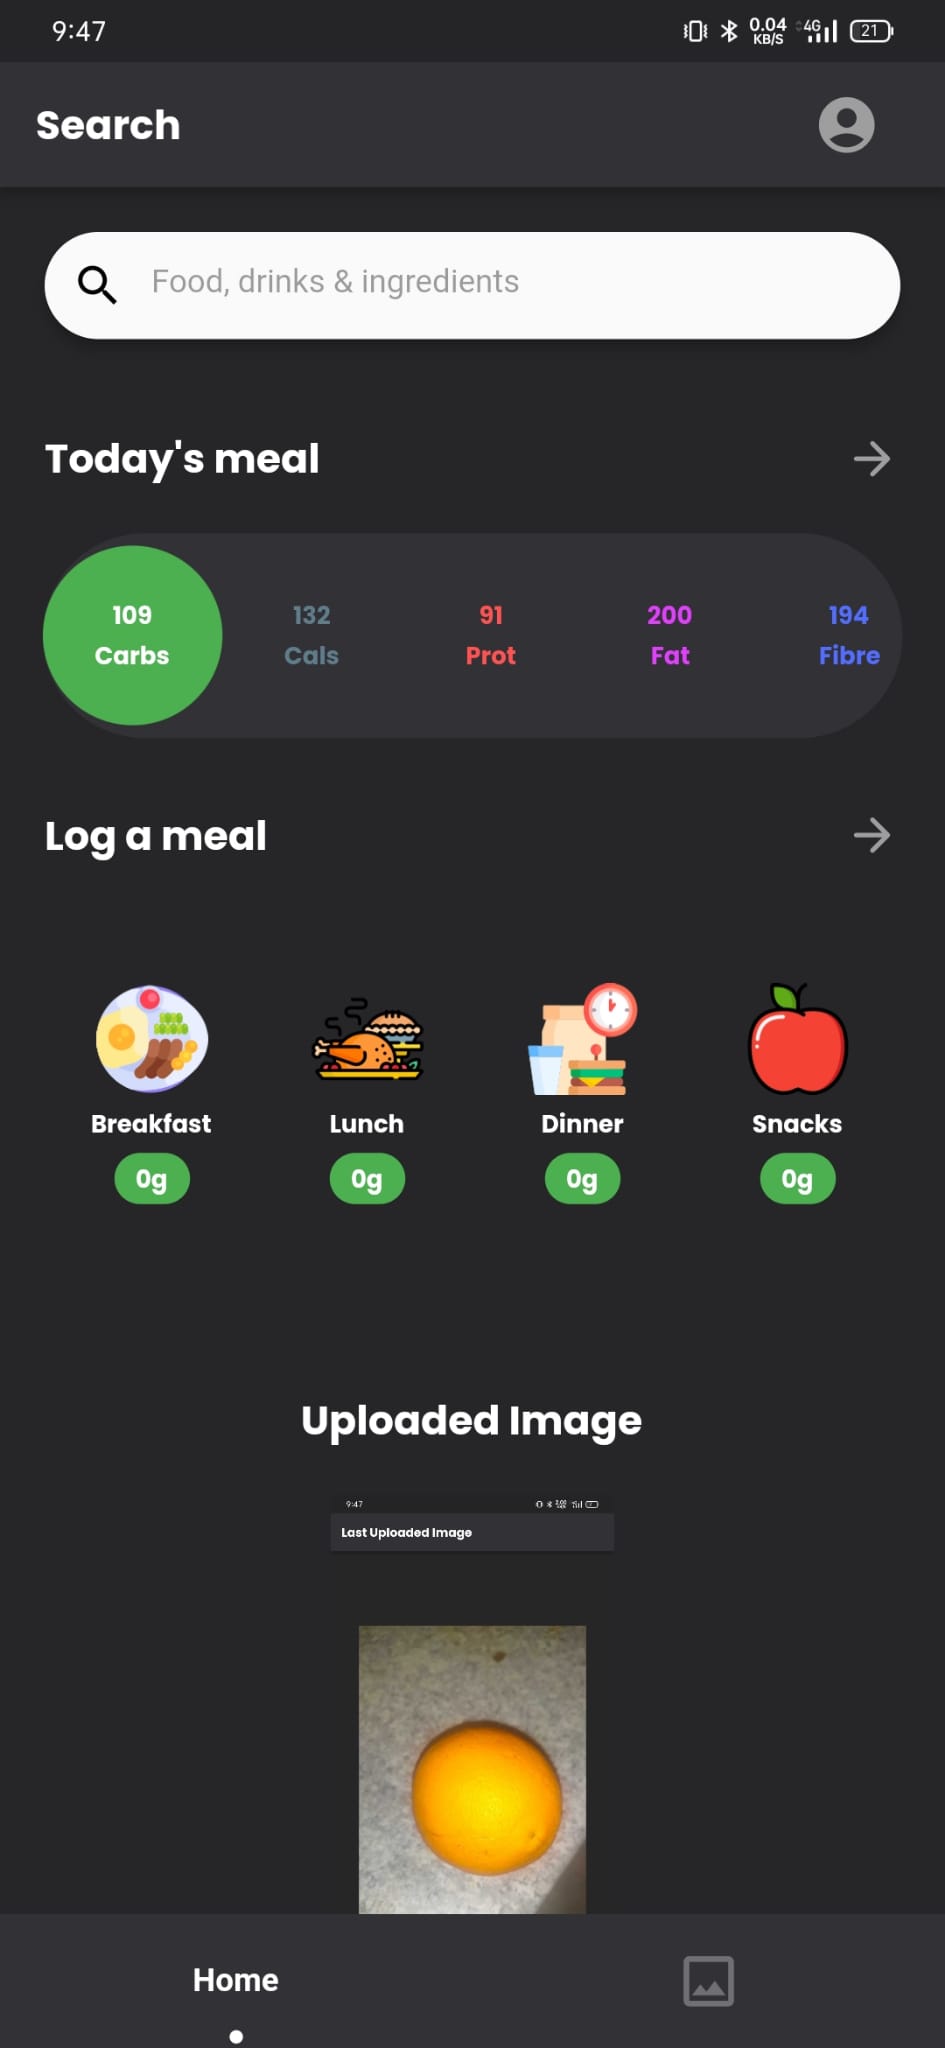 9:47
0.04
KB/S
4G
21
Search
Food, drinks & ingredients
Today's meal
109
Carbs
132
Cals
91
Prot
200
Fat
194
Fibre
Log a meal
Breakfast
0g
Lunch
0g
Dinner
0g
Snacks
0g
Uploaded Image
9:47
Last Uploaded Image
Home